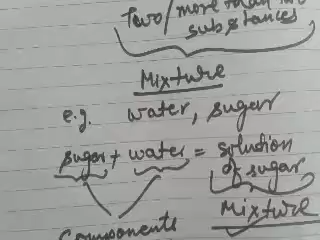 Two/more than two
substances
Mixture
e.g. water, sugar
sugar + water = solution
of sugar
Components
Mixture